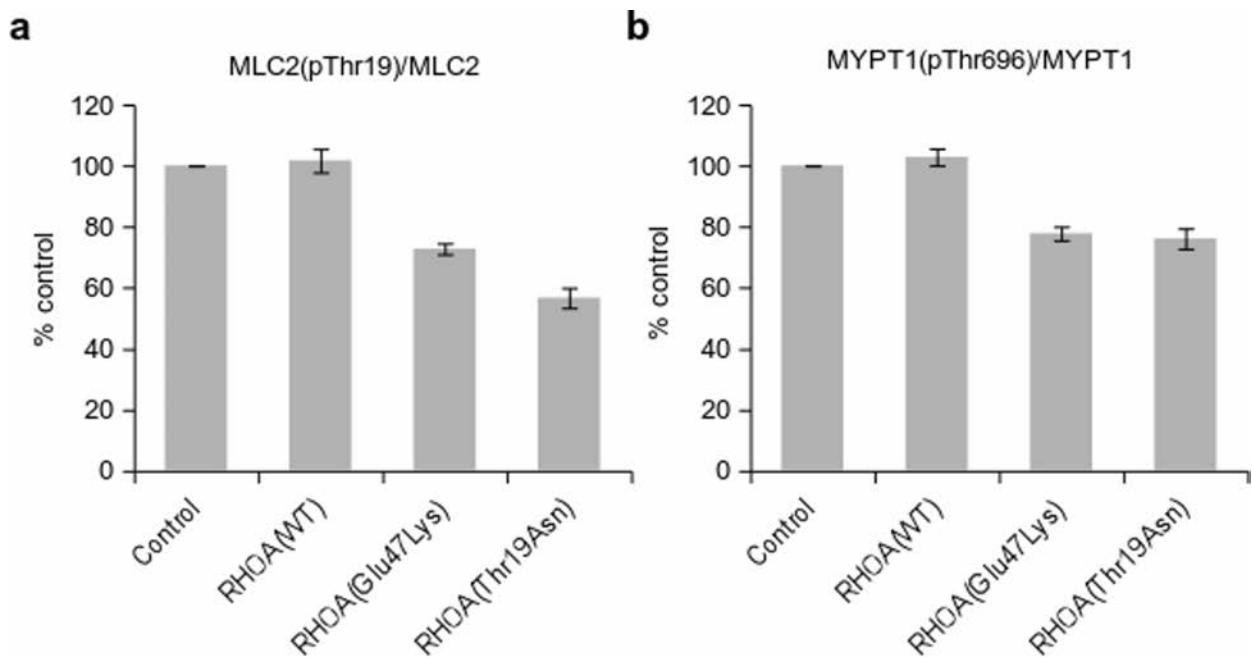 a
MLC2(pThr19)/MLC2
% control
120
100
80
60
40
20
0
Control
RHOA(WT)
RHOA(Glu47Lys)
RHOA(Thr19Asn)
b
MYPT1(pThr696)/MYPT1
% control
120
100
80
60
40
20
0
Control
RHOA(WT)
RHOA(Glu47Lys)
RHOA(Thr19Asn)